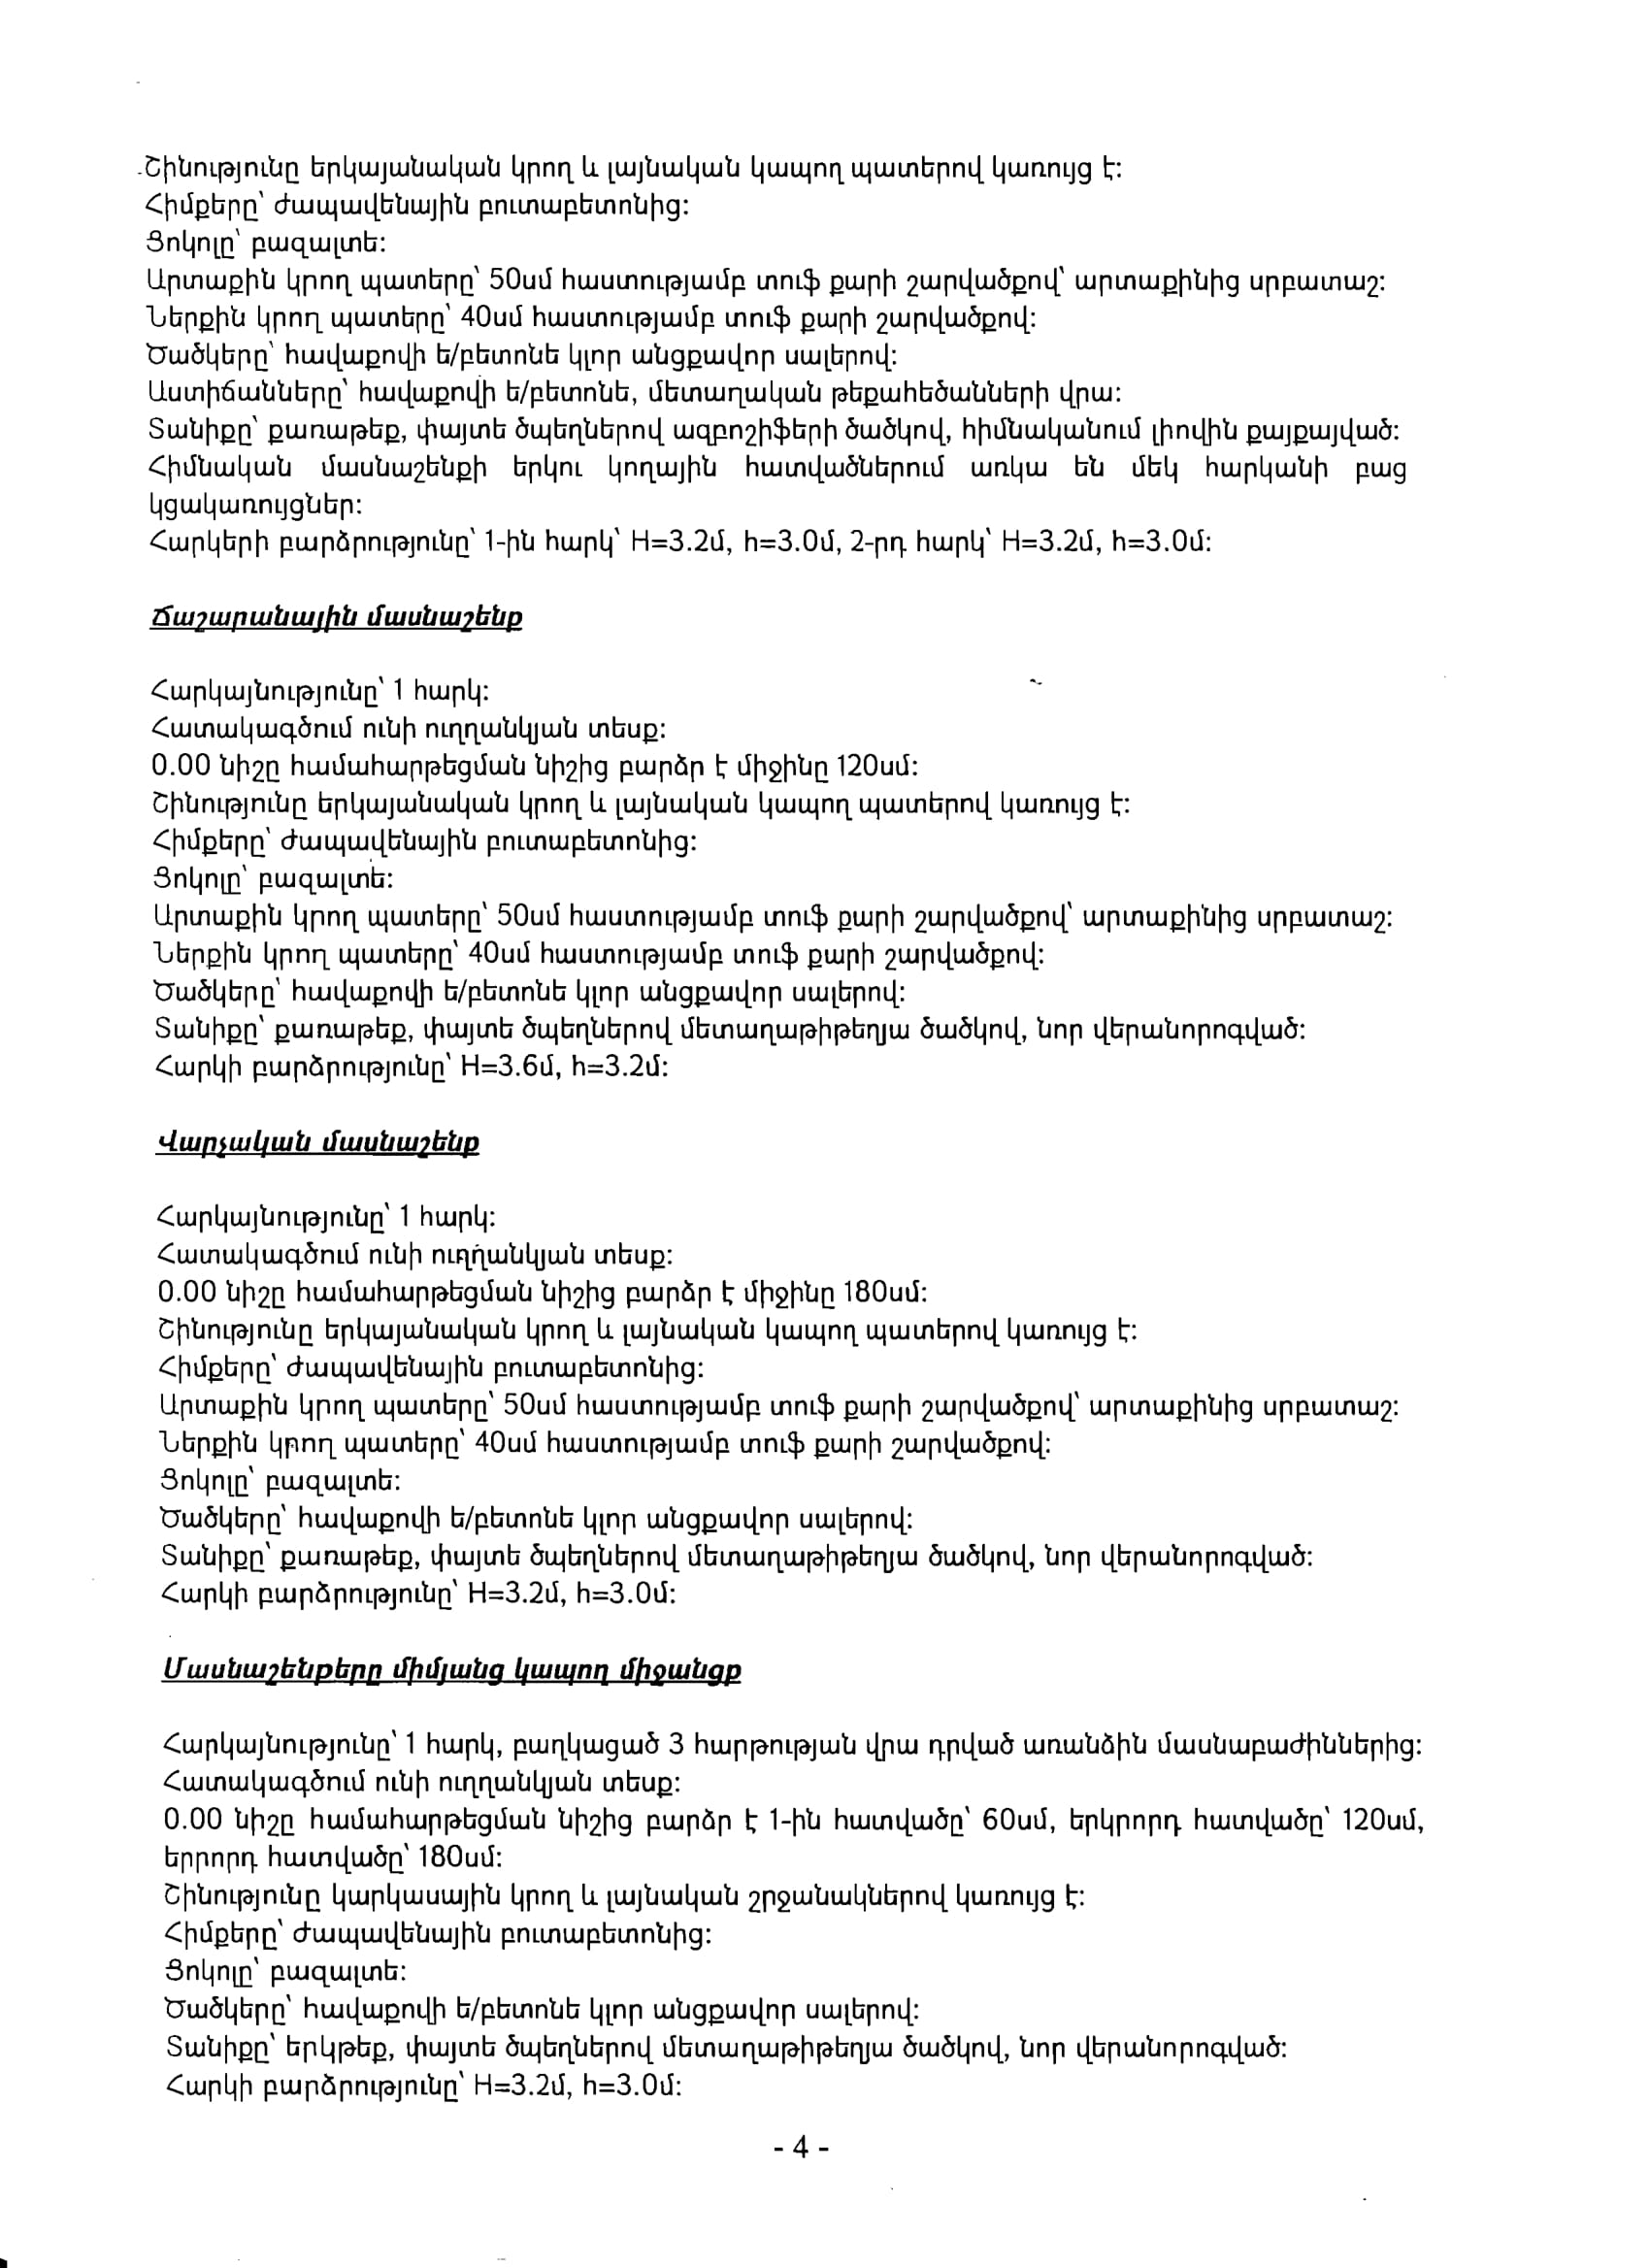 Շինությունը երկայանական կրող և լայնական կապող պատերով կառույց է:
Հիմքերը՝ ժապավենային բուտաբետոնից:
Ցոկոլը՝ բազալտե:
Արտաքին կրող պատերը՝ 50սմ հաստությամբ տուֆ քարի շարվածքով՝ արտաքինից սրբատաշ:
Ներքին կրող պատերը՝ 40սմ հաստությամբ տուֆ քարի շարվածքով:
Ծածկերը՝ հավաքովի ե/բետոնե կլոր անցքավոր սալերով:
Աստիճանները՝ հավաքովի ե/բետոնե, մետաղական թեքահեծանների վրա:
Տանիքը՝ քառաթեք, փայտե ծպեղներով ազբոշիֆերի ծածկով, հիմնականում լիովին քայքայված:
Հիմնական մասնաշենքի երկու կողային հատվածներում առկա են մեկ հարկանի բաց
կցակառույցներ:
Հարկերի բարձրությունը՝ 1-ին հարկ՝ H=3.2մ, h=3.0մ, 2-րդ հարկ՝ H=3.2մ, h=3.0մ:
Ճաշարանային մասնաշենք
Հարկայնությունը՝ 1 հարկ:
Հատակագծում ունի ուղղանկյան տեսք:
0.00 նիշը համահարթեցման նիշից բարձր է միջինը 120սմ:
Շինությունը երկայանական կրող և լայնական կապող պատերով կառույց է:
Հիմքերը՝ ժապավենային բուտաբետոնից:
Ցոկոլը՝ բազալտե:
Արտաքին կրող պատերը՝ 50սմ հաստությամբ տուֆ քարի շարվածքով՝ արտաքինից սրբատաշ:
Ներքին կրող պատերը՝ 40սմ հաստությամբ տուֆ քարի շարվածքով:
Ծածկերը՝ հավաքովի ե/բետոնե կլոր անցքավոր սալերով:
Տանիքը՝ քառաթեք, փայտե ծպեղներով մետաղաթիթեղյա ծածկով, նոր վերանորոգված:
Հարկի բարձրությունը՝ H=3.6մ, h=3.2մ:
Վարչական մասնաշենք
Հարկայնությունը՝ 1 հարկ:
Հատակագծում ունի ուղղանկյան տեսք:
0.00 նիշը համահարթեցման նիշից բարձր է միջինը 180սմ:
Շինությունը երկայանական կրող և լայնական կապող պատերով կառույց է:
Հիմքերը՝ ժապավենային բուտաբետոնից:
Արտաքին կրող պատերը՝ 50սմ հաստությամբ տուֆ քարի շարվածքով՝ արտաքինից սրբատաշ:
Ներքին կրող պատերը՝ 40սմ հաստությամբ տուֆ քարի շարվածքով:
Ցոկոլը՝ բազալտե:
Ծածկերը՝ հավաքովի ե/բետոնե կլոր անցքավոր սալերով:
Տանիքը՝ քառաթեք, փայտե ծպեղներով մետաղաթիթեղյա ծածկով, նոր վերանորոգված:
Հարկի բարձրությունը՝ H=3.2մ, h=3.0մ:
Մասնաշենքերը միմյանց կապող միջանցք
Հարկայնությունը՝ 1 հարկ, բաղկացած 3 հարթության վրա դրված առանձին մասնաբաժիններից:
Հատակագծում ունի ուղղանկյան տեսք:
0.00 նիշը համահարթեցման նիշից բարձր է 1-ին հատվածը՝ 60սմ, երկրորդ հատվածը՝ 120սմ,
երրորդ հատվածը՝ 180սմ:
Շինությունը կարկասային կրող և լայնական շրջանակներով կառույց է:
Հիմքերը՝ ժապավենային բուտաբետոնից:
Ցոկոլը՝ բազալտե:
Ծածկերը՝ հավաքովի ե/բետոնե կլոր անցքավոր սալերով:
Տանիքը՝ երկթեք, փայտե ծպեղներով մետաղաթիթեղյա ծածկով, նոր վերանորոգված:
Հարկի բարձրությունը՝ H=3.2մ, h=3.0մ:
- 4 -